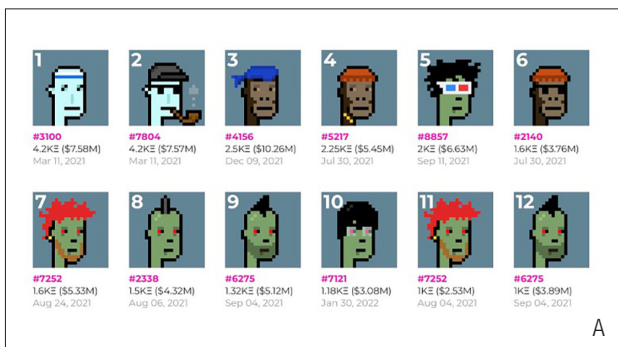 1 2 3 4 5 6
#3100 #7804 #4156 #5217 #8857 #2140
4.2KΞ ($7.58M) 4.2KΞ ($7.57M) 2.5KΞ ($10.26M) 2.25KΞ ($5.45M) 2KΞ ($6.63M) 1.6KΞ ($3.76M)
Mar 11, 2021 Mar 11, 2021 Dec 09, 2021 Jul 30, 2021 Sep 11, 2021 Jul 30, 2021
7 8 9 10 11 12
#7252 #2338 #6275 #7121 #7252 #6275
1.6KΞ ($5.33M) 1.5KΞ ($4.32M) 1.32KΞ ($5.12M) 1.18KΞ ($3.08M) 1KΞ ($2.53M) 1KΞ ($3.89M)
Aug 24, 2021 Aug 06, 2021 Sep 04, 2021 Jan 30, 2022 Aug 04, 2021 Sep 04, 2021
A